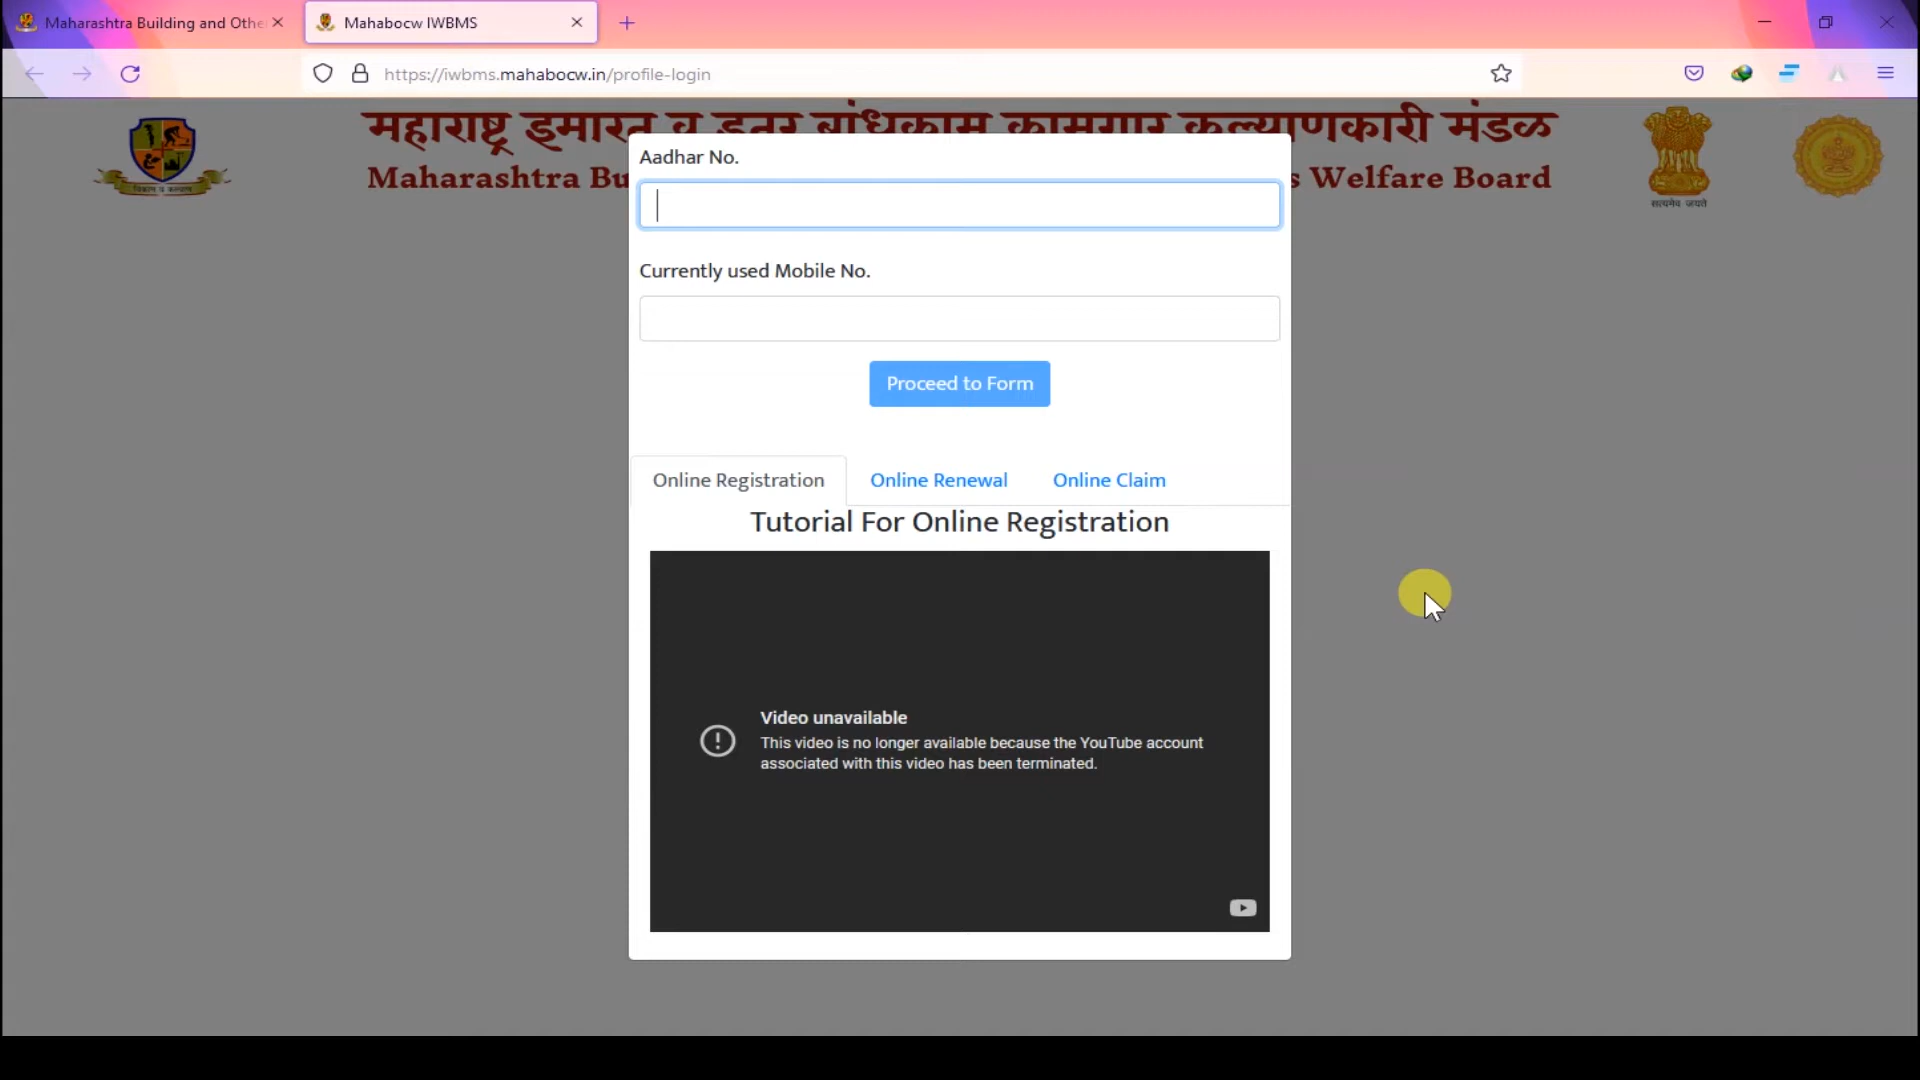 Maharashtra Building and Othe
Mahabocw IWBMS
https://iwbms.mahabocw.in/profile-login
महाराष्ट्र इमारत व इतर बांधकाम कामगार कल्याणकारी मंडळ
Maharashtra Bu
s Welfare Board
सत्यमेव जयते
Aadhar No.
Currently used Mobile No.
Proceed to Form
Online Registration
Online Renewal
Online Claim
Tutorial For Online Registration
Video unavailable
This video is no longer available because the YouTube account
associated with this video has been terminated.